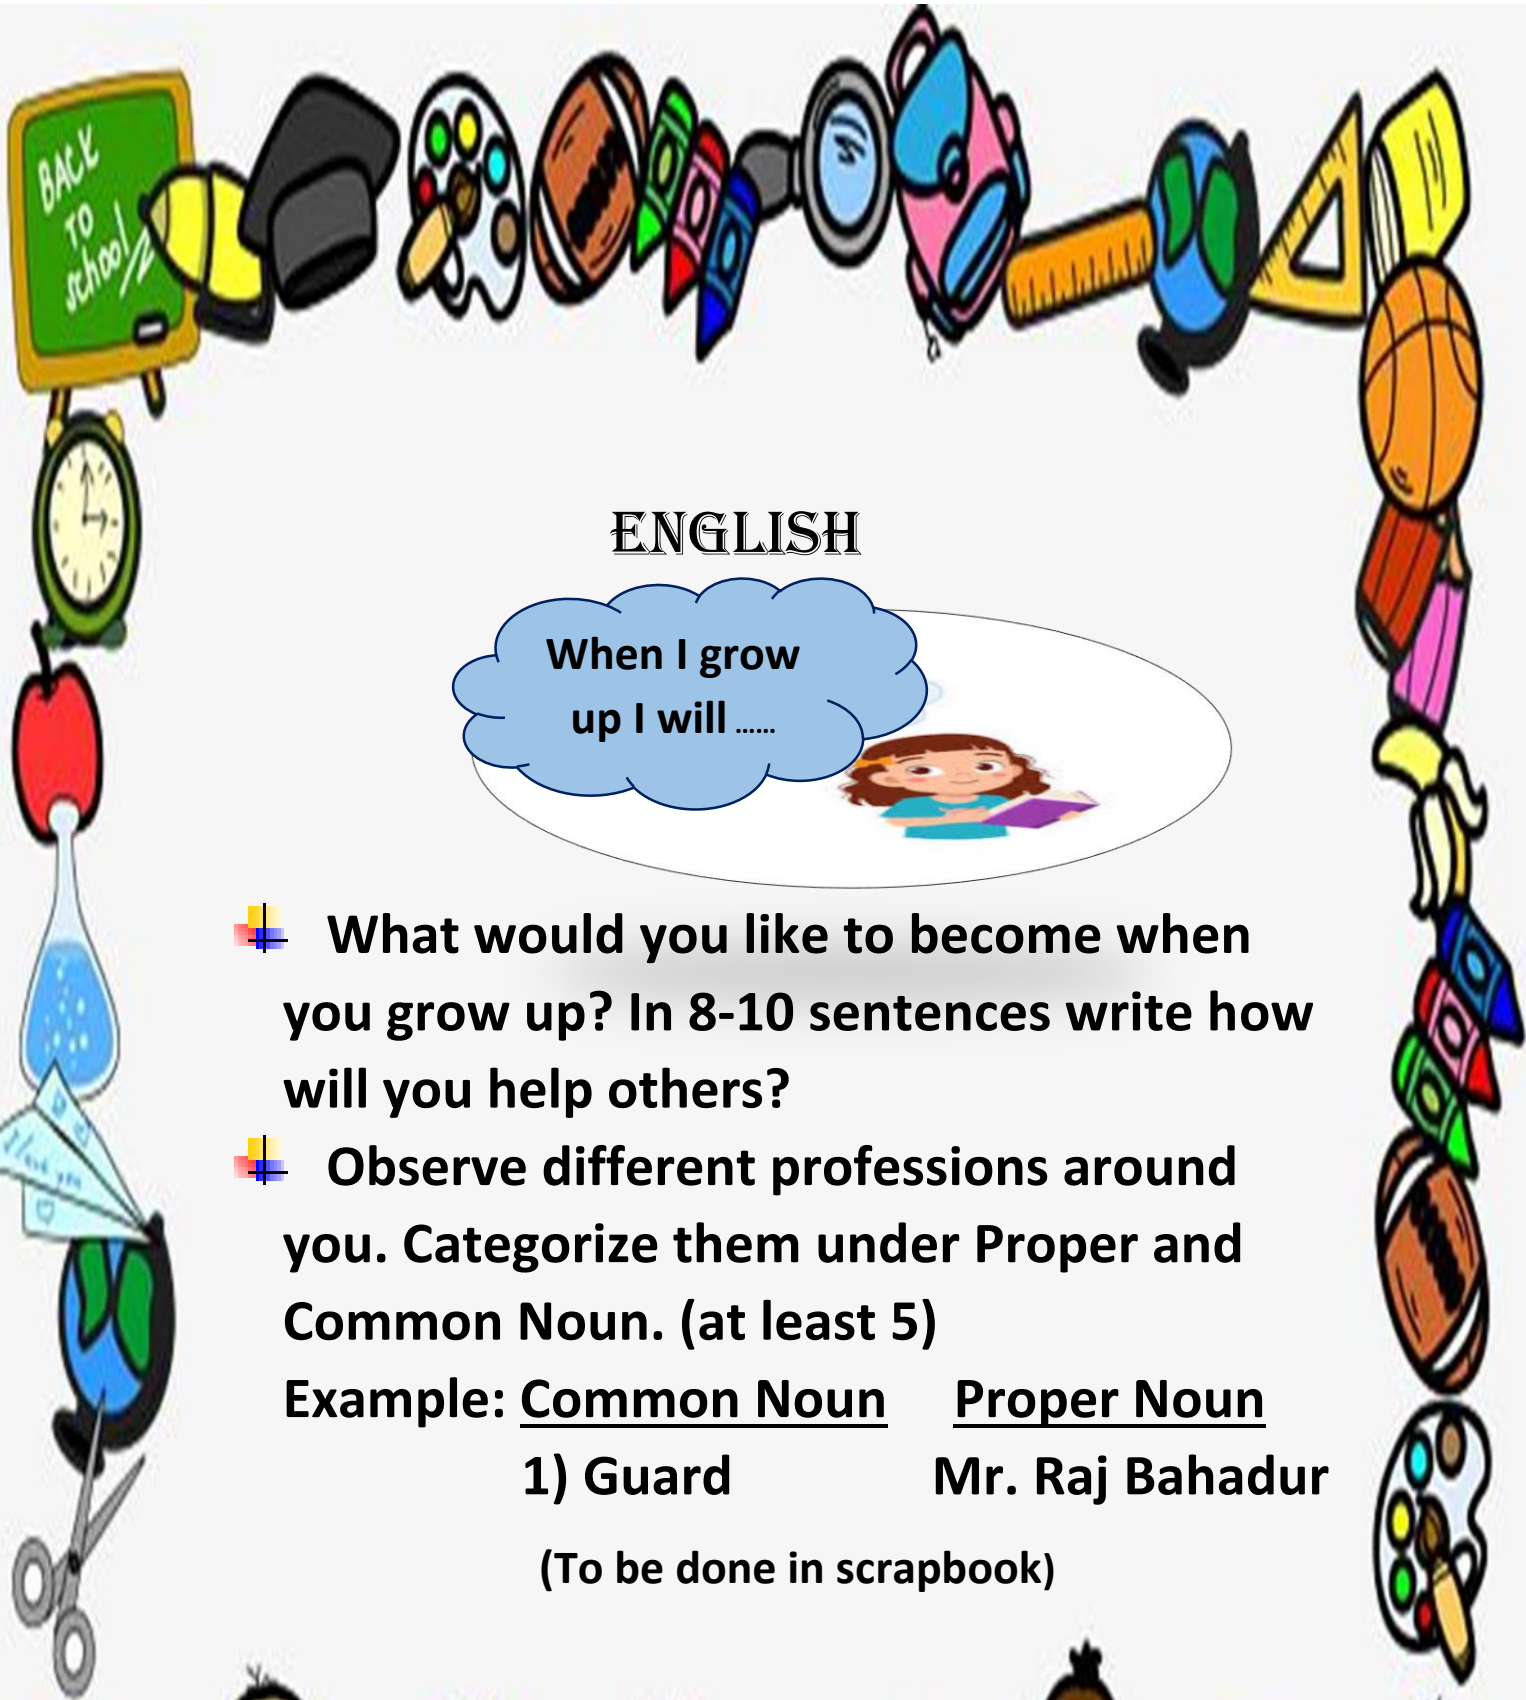 BACK
TO
school
ENGLISH
When I grow
up I will ......
What would you like to become when
you grow up? In 8-10 sentences write how
will you help others?
Observe different professions around
you. Categorize them under Proper and
Common Noun. (at least 5)
Example: Common Noun Proper Noun
1) Guard Mr. Raj Bahadur
(To be done in scrapbook)